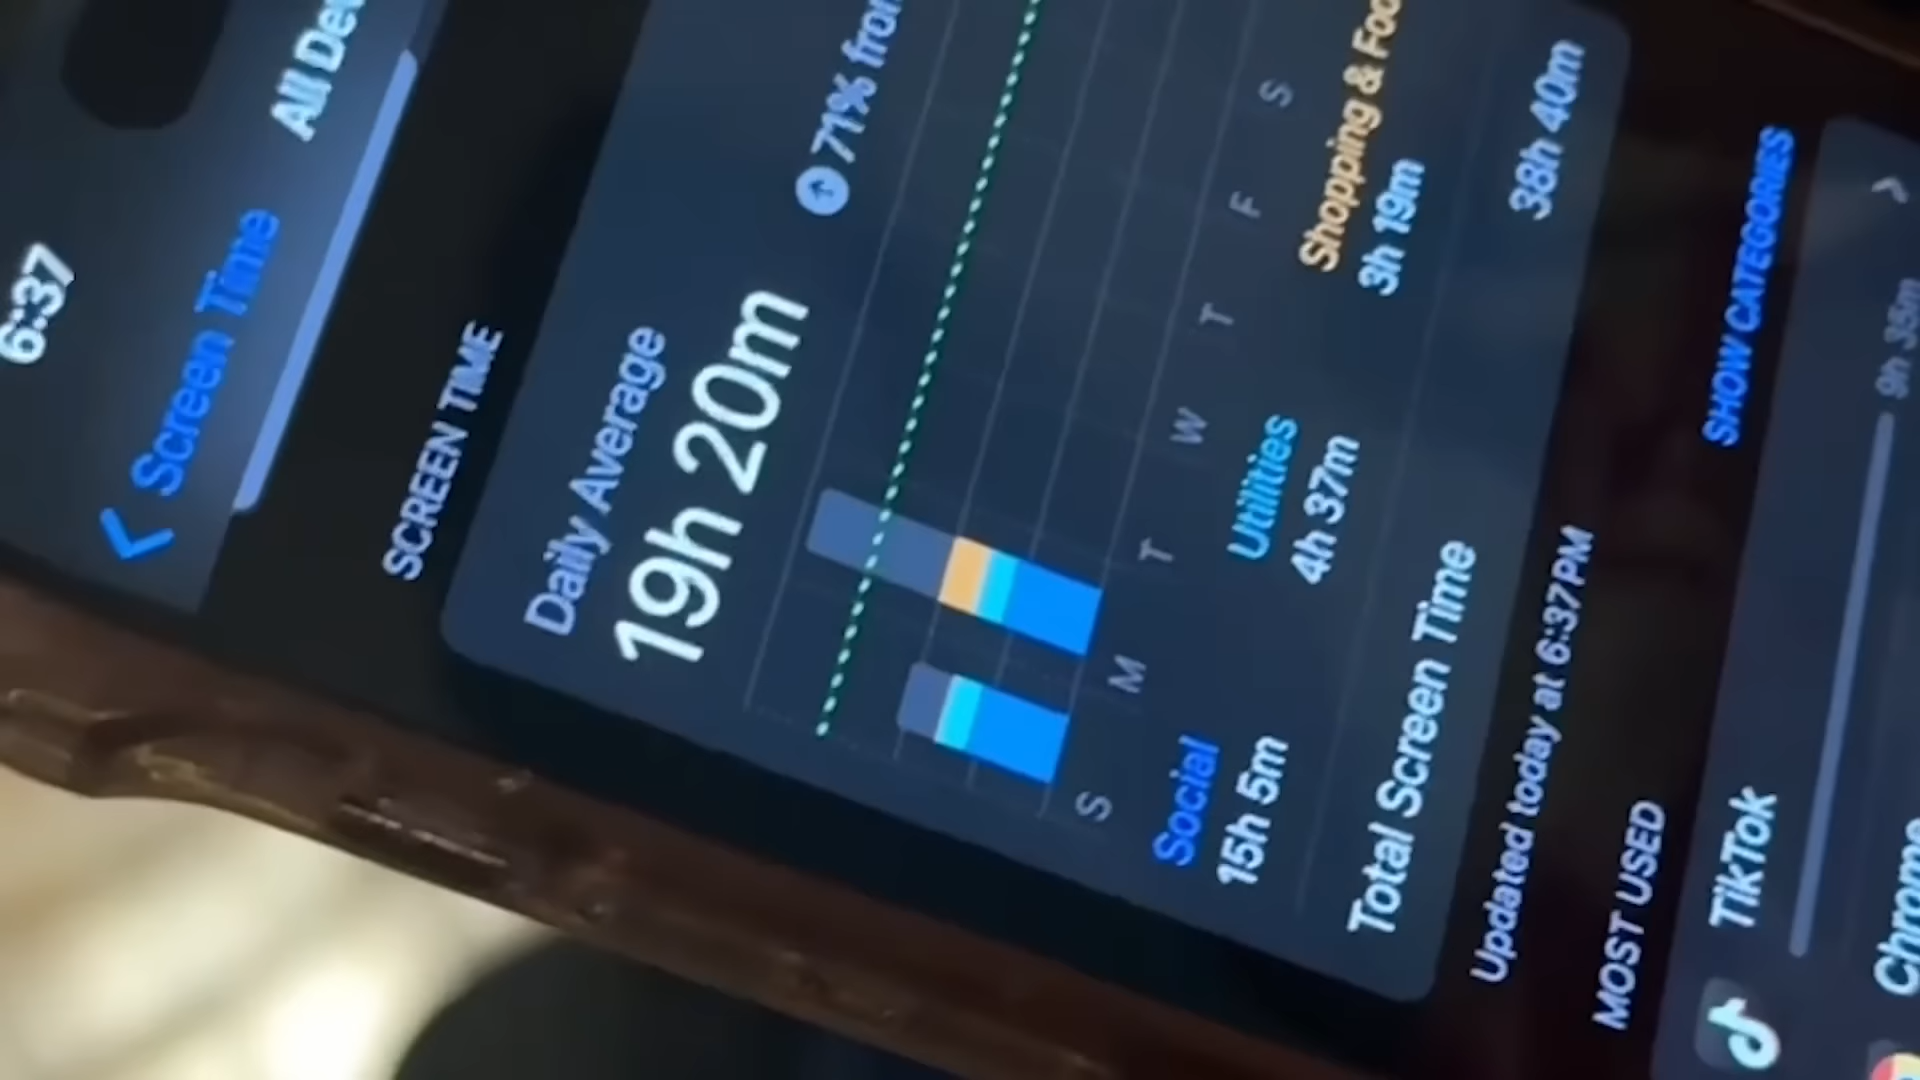 6:37
Screen Time
All Dev
SCREEN TIME
Daily Average
19h 20m
71% from
S M T W T F S
Social Utilities Shopping & Foo
15h 5m 4h 37m 3h 19m
Total Screen Time 38h 40m
Updated today at 6:37 PM
MOST USED SHOW CATEGORIES
TikTok
9h 35m
Chrome